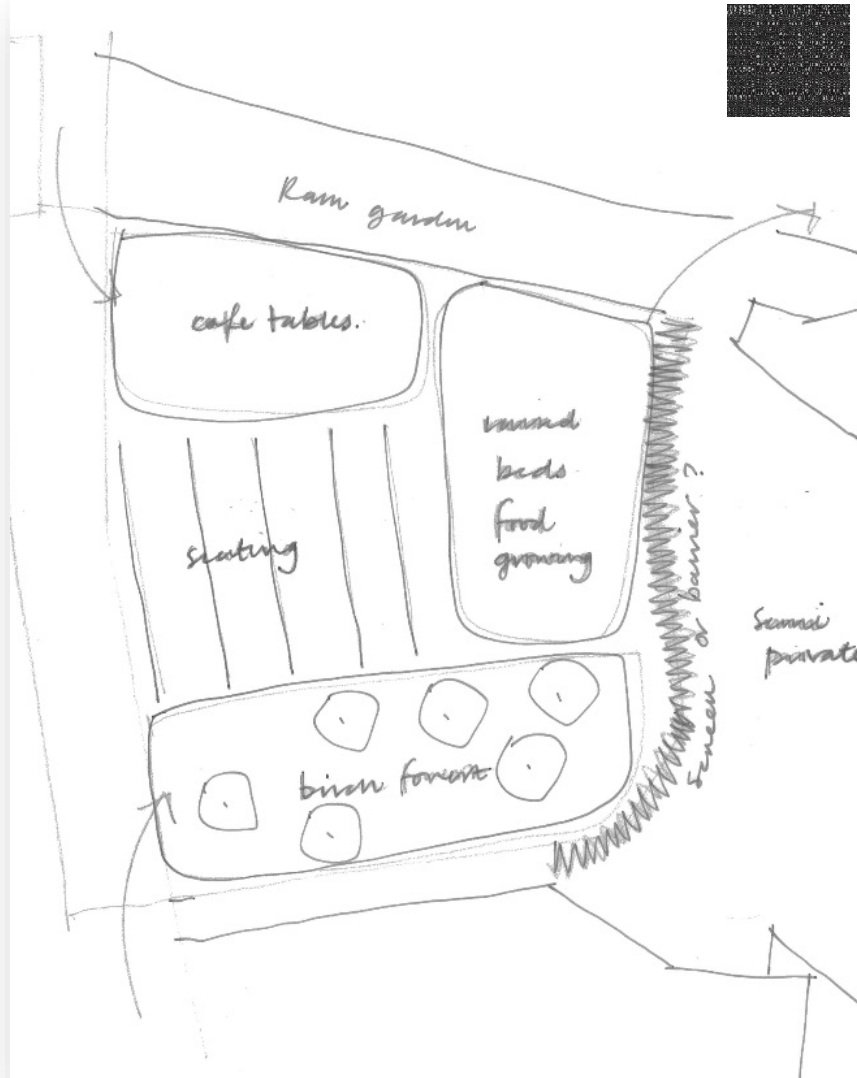 Rain garden
cafe tables.
raised
beds
food
growing
seating
screen or barrier?
Semi
private
birch forest